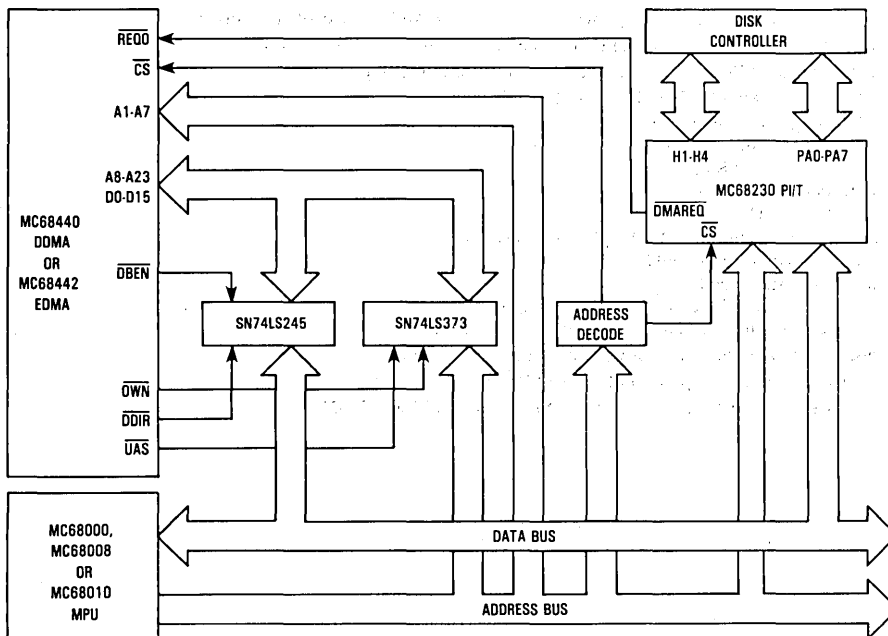 REQ0
CS
A1-A7
A8-A23
D0-D15
MC68440
DDMA
OR
MC68442
EDMA
DBEN
OWN
DDIR
UAS
SN74LS245
SN74LS373
ADDRESS
DECODE
DISK
CONTROLLER
H1-H4
PA0-PA7
MC68230 PI/T
DMAREQ
CS
MC68000,
MC68008
OR
MC68010
MPU
DATA BUS
ADDRESS BUS